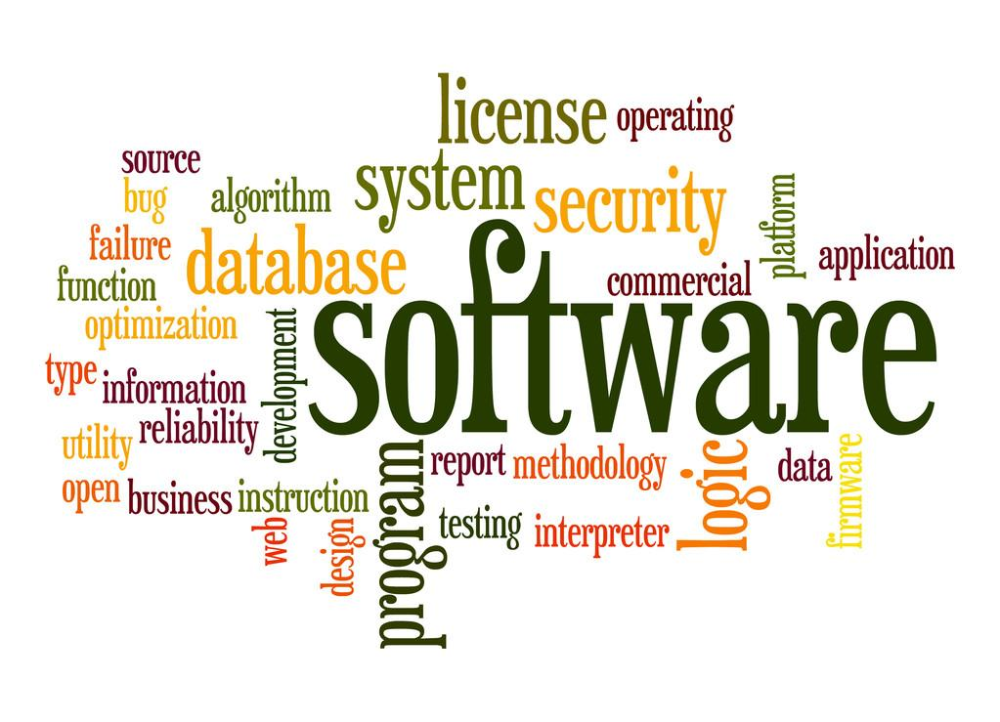 license
operating
source
system
security
bug
algorithm
platform
failure
database
application
function
commercial
optimization
software
development
type
information
utility
reliability
report
methodology
logic
data
firmware
open
business
instruction
program
testing
interpreter
web
design